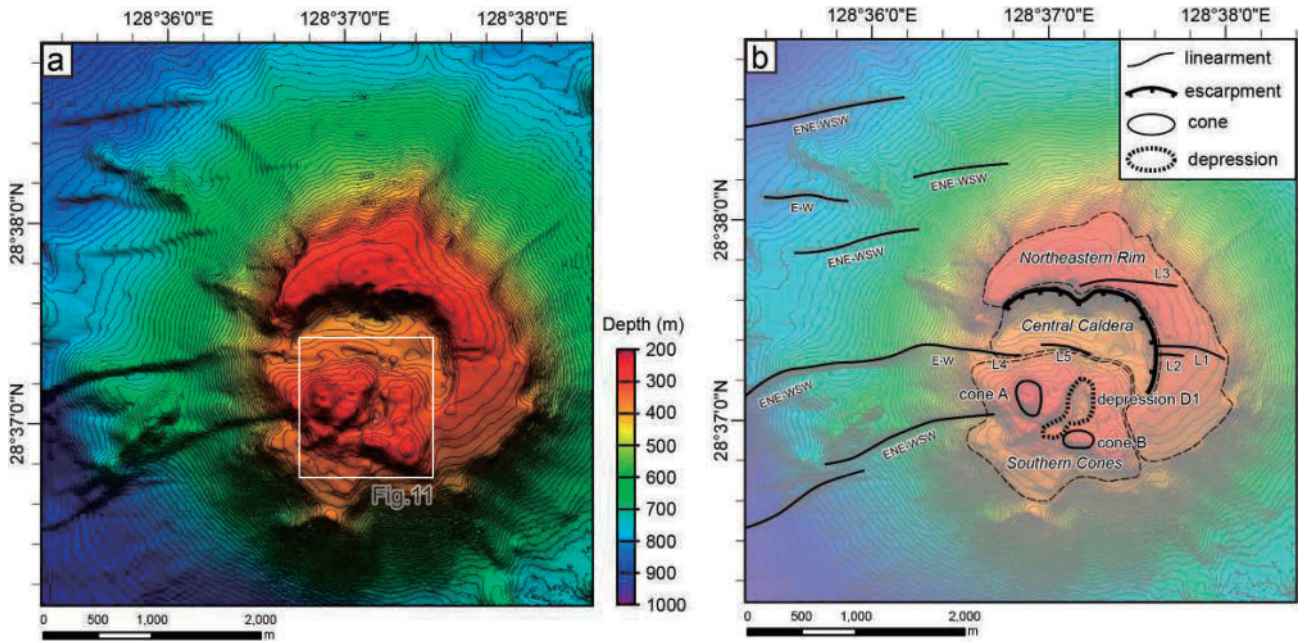 128°36'0"E 128°37'0"E 128°38'0"E
a
28°38'0"N
28°37'0"N
Fig.11
Depth (m)
200
300
400
500
600
700
800
900
1000
0 500 1,000 2,000
m
128°36'0"E 128°37'0"E 128°38'0"E
b
linearment
escarpment
cone
depression
28°38'0"N
28°37'0"N
ENE-WSW
ENE-WSW
E-W
ENE-WSW
Northeastern Rim
L3
Central Caldera
E-W
L4
L5
L2
L1
ENE-WSW
cone A
depression D1
ENE-WSW
cone B
Southern Cones
0 500 1,000 2,000
m